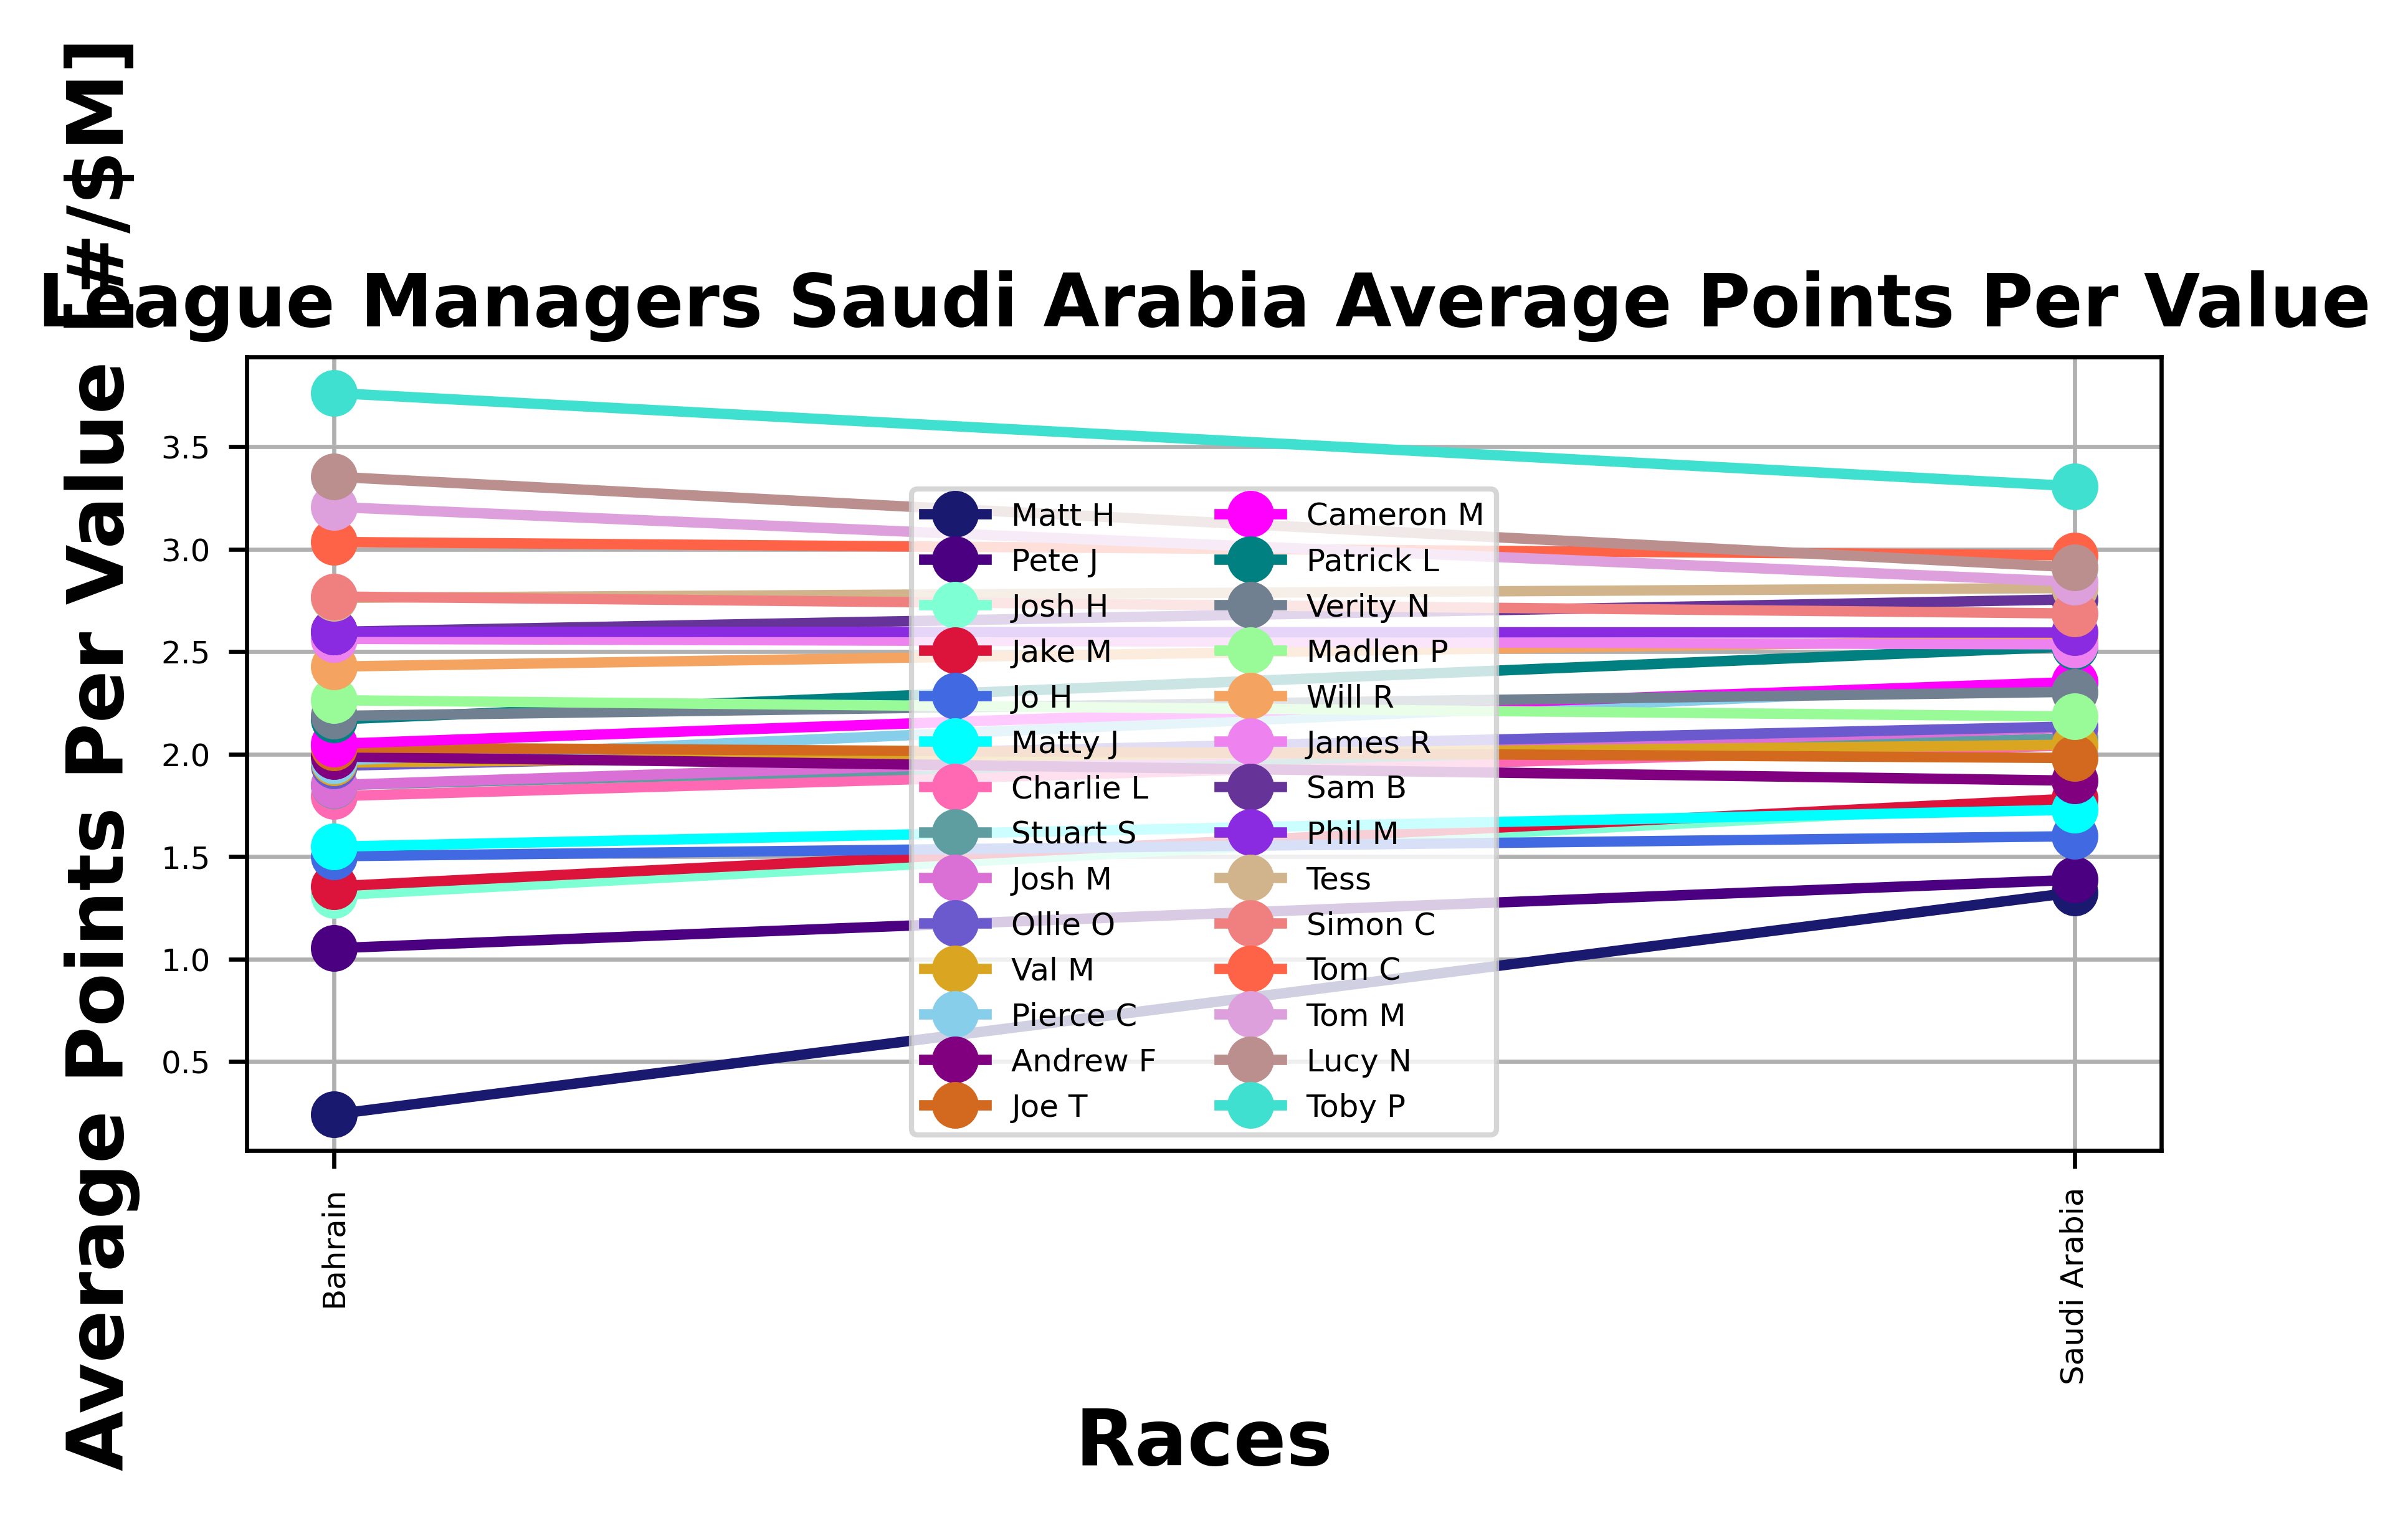 League Managers Saudi Arabia Average Points Per Value
Average Points Per Value [#/$M]
3.5
3.0
2.5
2.0
1.5
1.0
0.5
Matt H
Pete J
Josh H
Jake M
Jo H
Matty J
Charlie L
Stuart S
Josh M
Ollie O
Val M
Pierce C
Andrew F
Joe T
Cameron M
Patrick L
Verity N
Madlen P
Will R
James R
Sam B
Phil M
Tess
Simon C
Tom C
Tom M
Lucy N
Toby P
Bahrain
Saudi Arabia
Races